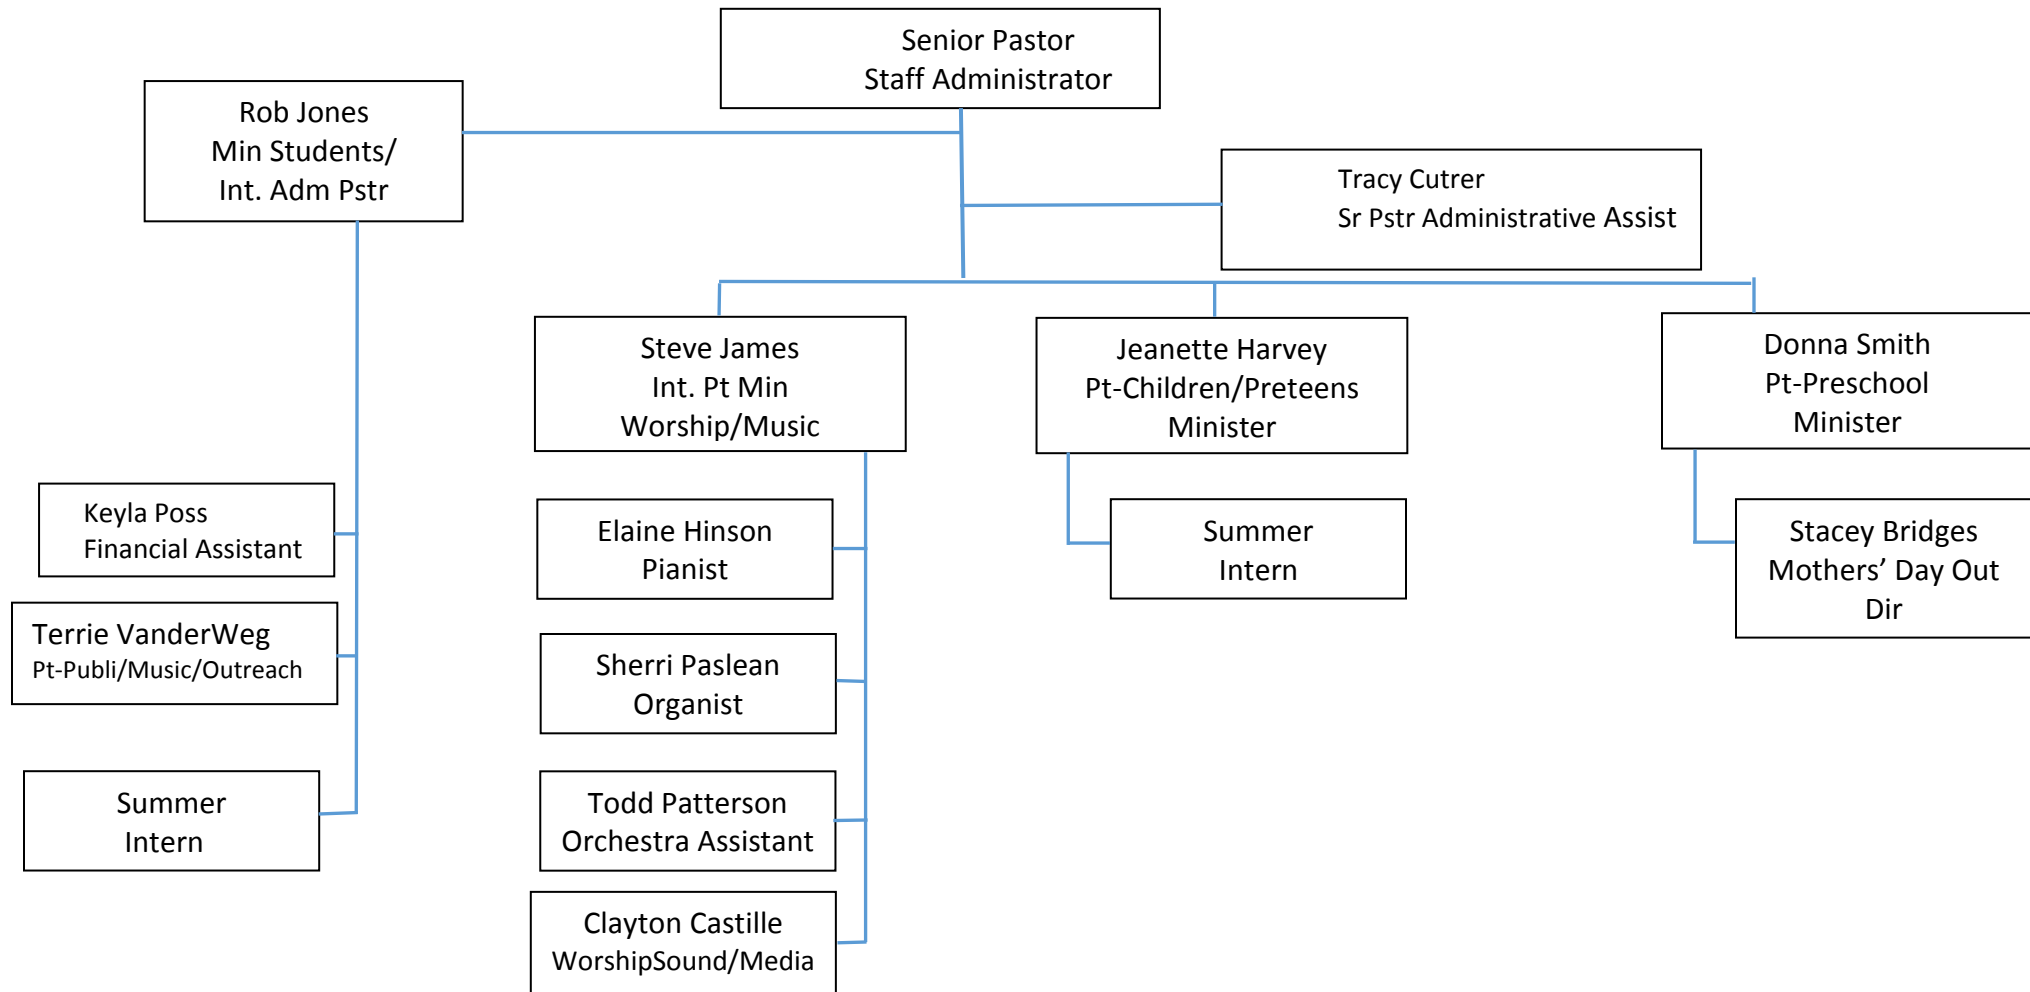 Senior Pastor
Staff Administrator
Rob Jones
Min Students/
Int. Adm Pstr
Tracy Cutrer
Sr Pstr Administrative Assist
Steve James
Int. Pt Min
Worship/Music
Jeanette Harvey
Pt-Children/Preteens
Minister
Donna Smith
Pt-Preschool
Minister
Keyla Poss
Financial Assistant
Terrie VanderWeg
Pt-Publi/Music/Outreach
Summer
Intern
Elaine Hinson
Pianist
Sherri Paslean
Organist
Todd Patterson
Orchestra Assistant
Clayton Castille
WorshipSound/Media
Summer
Intern
Stacey Bridges
Mothers’ Day Out
Dir